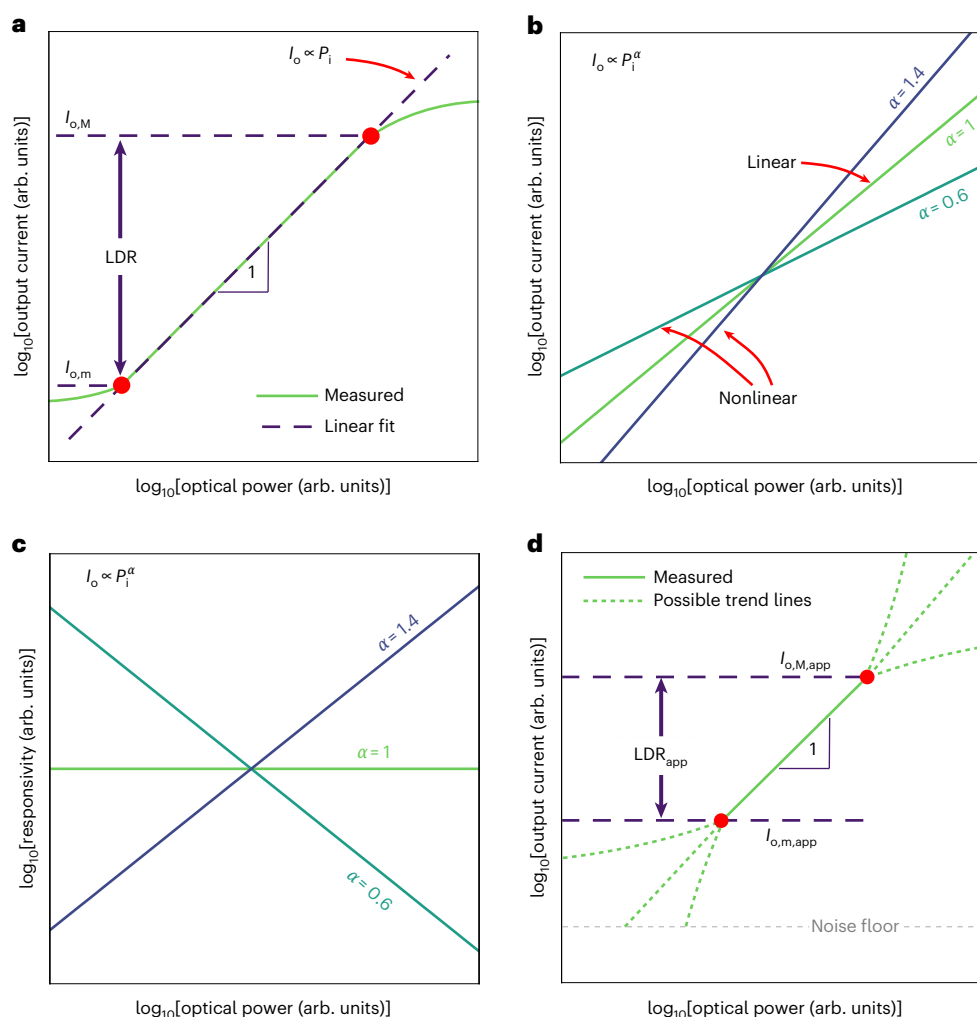 a
I_o ∝ P_i
I_o,M
LDR
1
I_o,m
Measured
Linear fit
log₁₀[output current (arb. units)]
log₁₀[optical power (arb. units)]
b
I_o ∝ P_i^α
α = 1.4
α = 1
Linear
α = 0.6
Nonlinear
log₁₀[output current (arb. units)]
log₁₀[optical power (arb. units)]
c
I_o ∝ P_i^α
α = 1.4
α = 1
α = 0.6
log₁₀[responsivity (arb. units)]
log₁₀[optical power (arb. units)]
d
Measured
Possible trend lines
I_o,M,app
LDR_app
1
I_o,m,app
Noise floor
log₁₀[output current (arb. units)]
log₁₀[optical power (arb. units)]